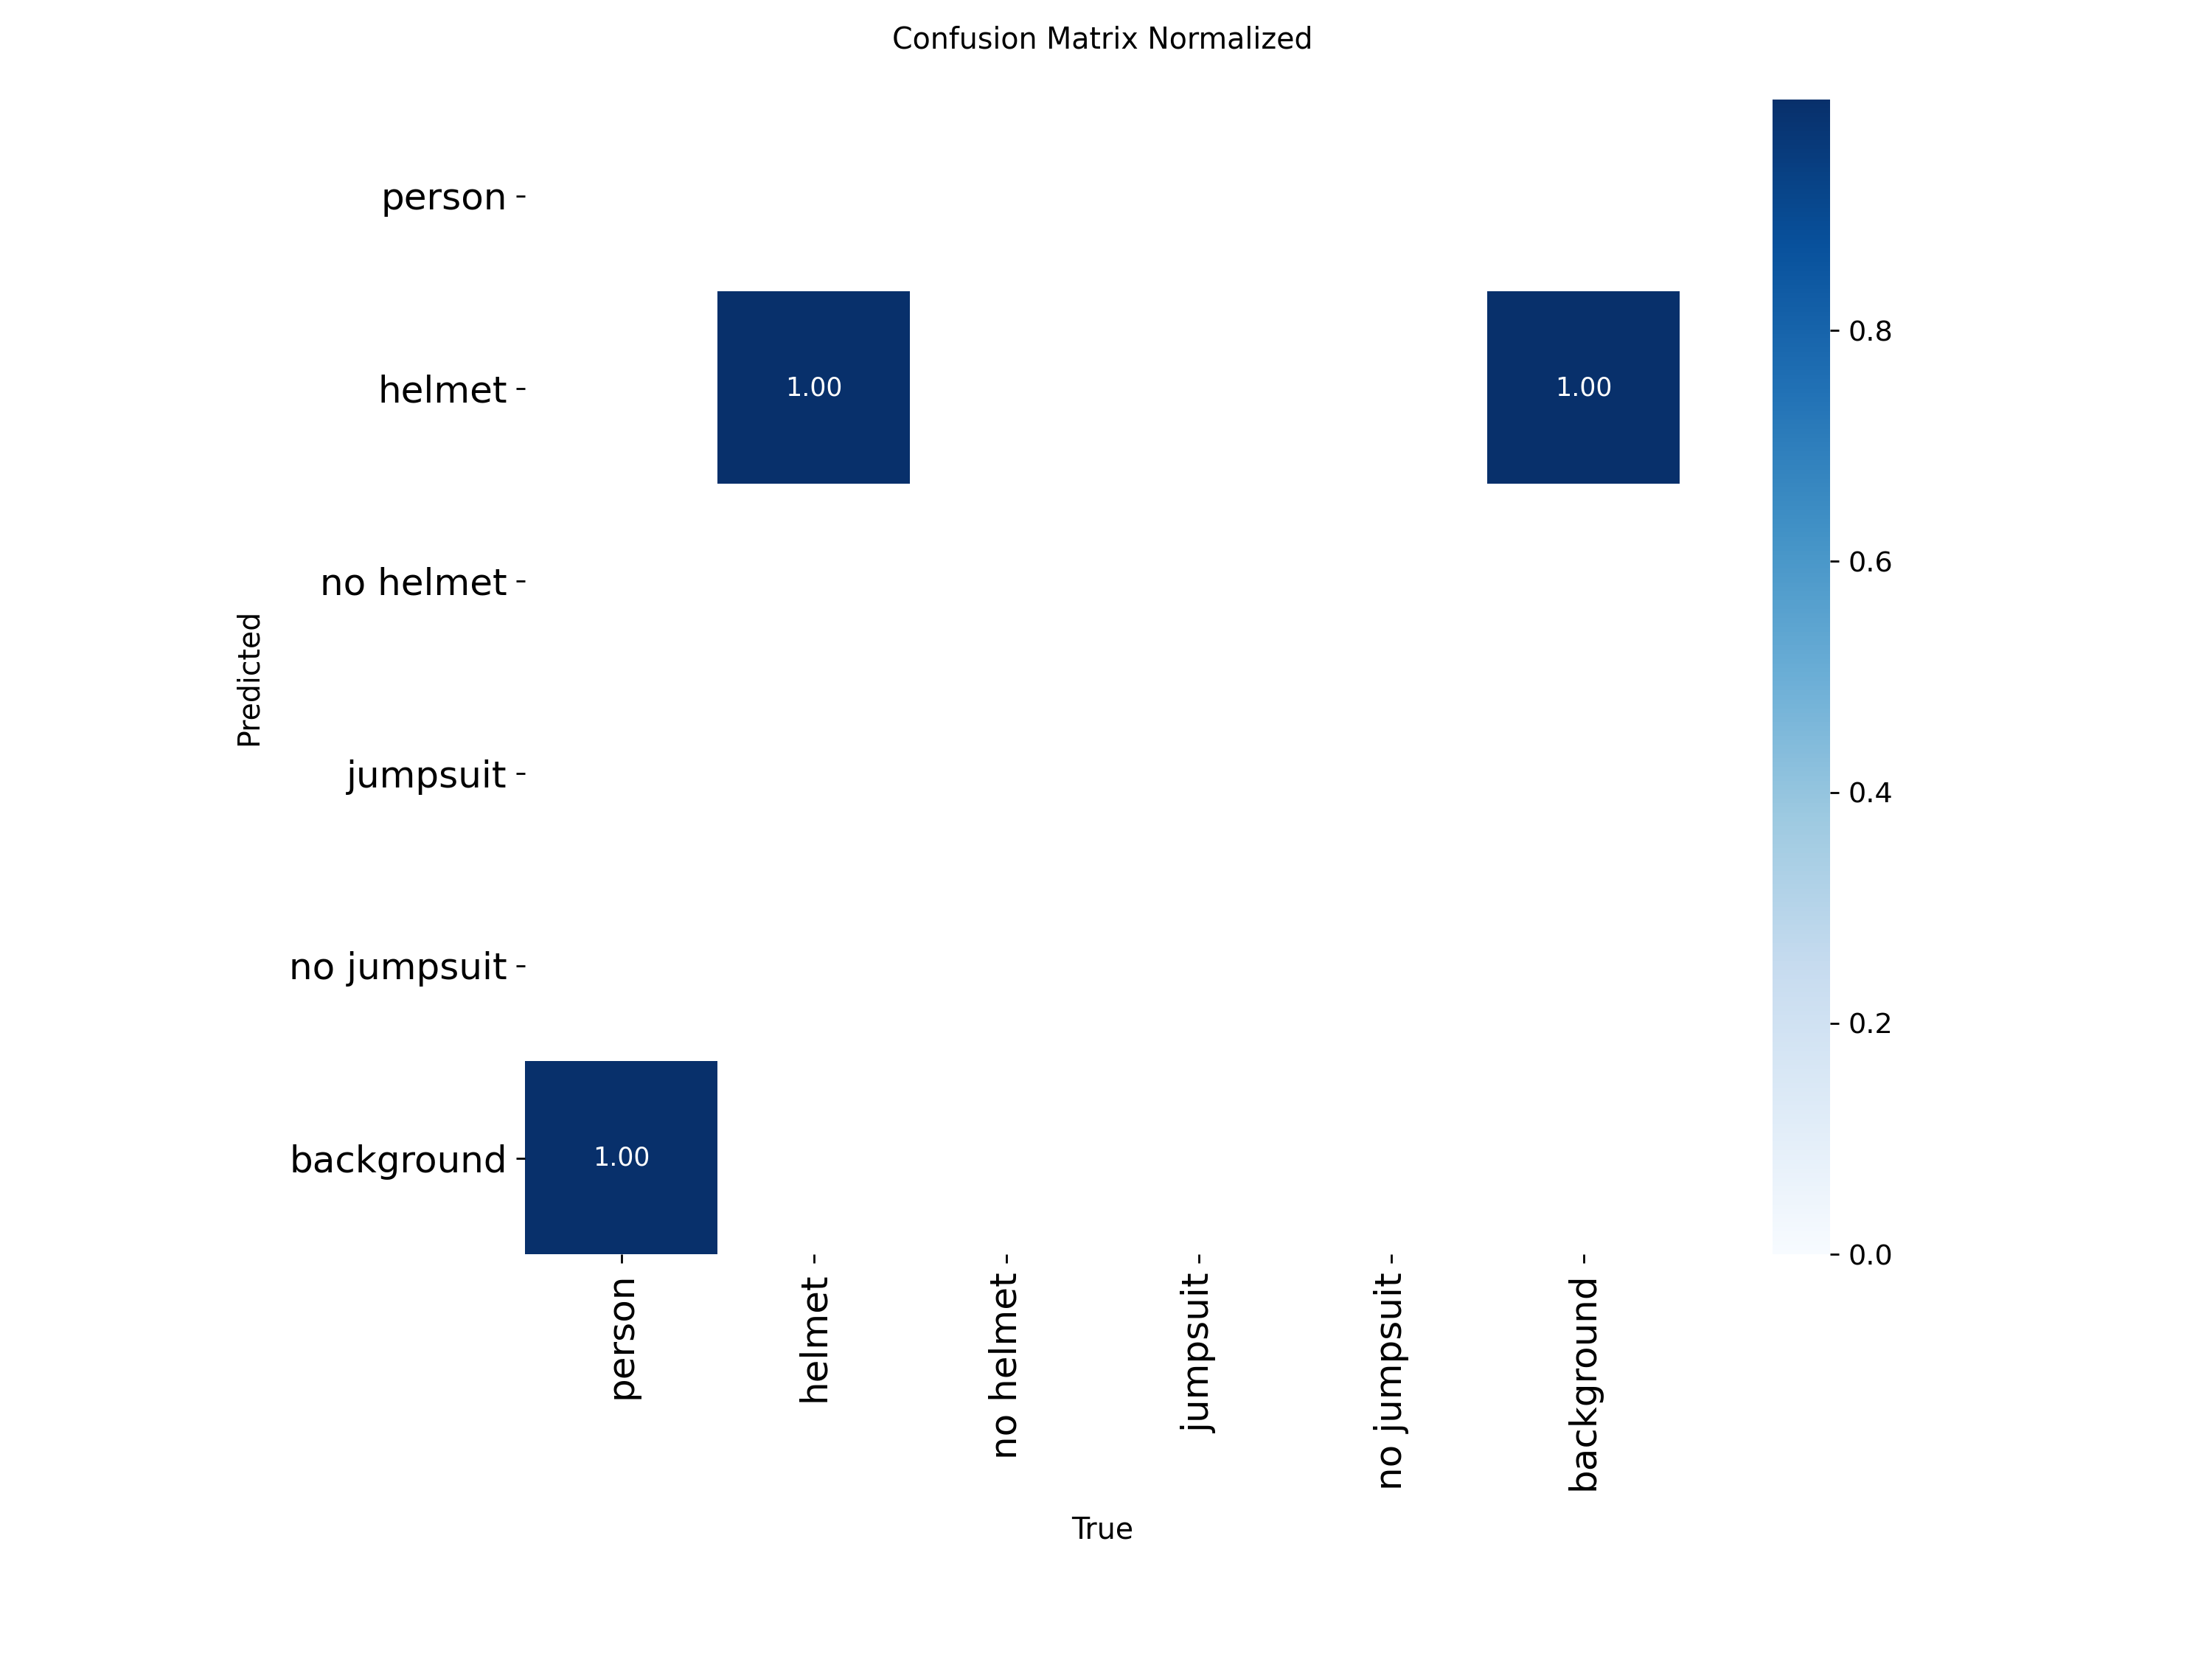 Confusion Matrix Normalized
person
helmet
1.00
1.00
no helmet
jumpsuit
no jumpsuit
background
1.00
Predicted
person
helmet
no helmet
jumpsuit
no jumpsuit
background
True
0.8
0.6
0.4
0.2
0.0